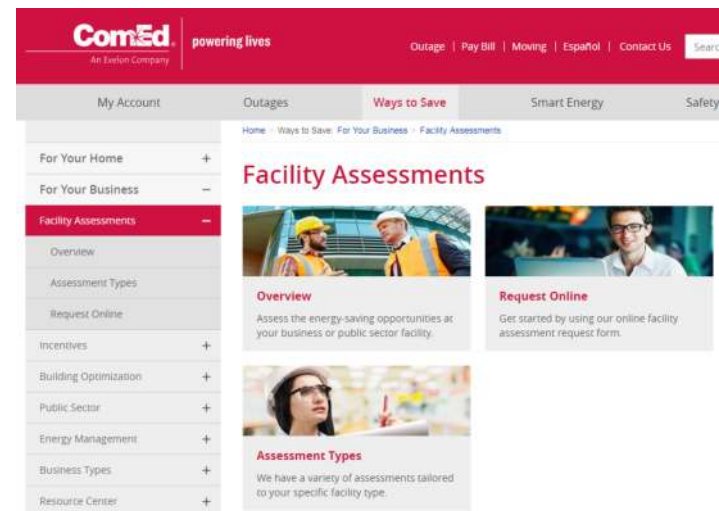 ComEd.
An Exelon Company
powering lives
Outage | Pay Bill | Moving | Español | Contact Us
Searc
My Account
Outages
Ways to Save
Smart Energy
Safety
Home Ways to Save: For Your Business Facility Assessments
For Your Home +
For Your Business –
Facility Assessments –
Overview
Assessment Types
Request Online
Incentives +
Building Optimization +
Public Sector +
Energy Management +
Business Types +
Resource Center +
Facility Assessments
Overview
Assess the energy-saving opportunities at
your business or public sector facility.
Request Online
Get started by using our online facility
assessment request form.
Assessment Types
We have a variety of assessments tailored
to your specific facility type.